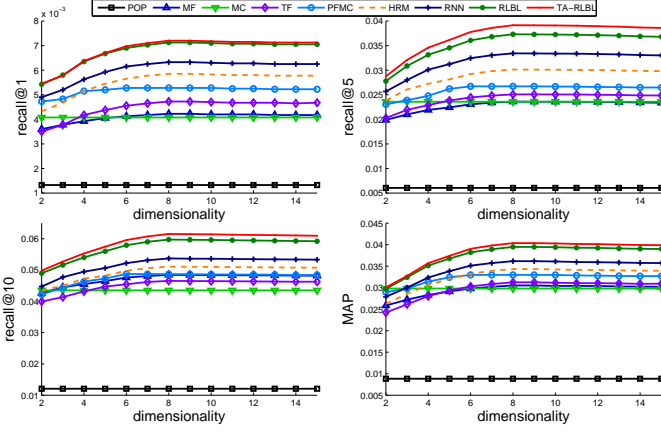 POP MF MC TF PFMC HRM RNN RLBL TA−RLBL
x 10⁻³
8
7
6
5
4
3
2
1
recall@1
2 4 6 8 10 12 14
dimensionality
0.04
0.035
0.03
0.025
0.02
0.015
0.01
0.005
recall@5
2 4 6 8 10 12 14
dimensionality
0.06
0.05
0.04
0.03
0.02
0.01
recall@10
2 4 6 8 10 12 14
dimensionality
0.045
0.04
0.035
0.03
0.025
0.02
0.015
0.01
0.005
MAP
2 4 6 8 10 12 14
dimensionality